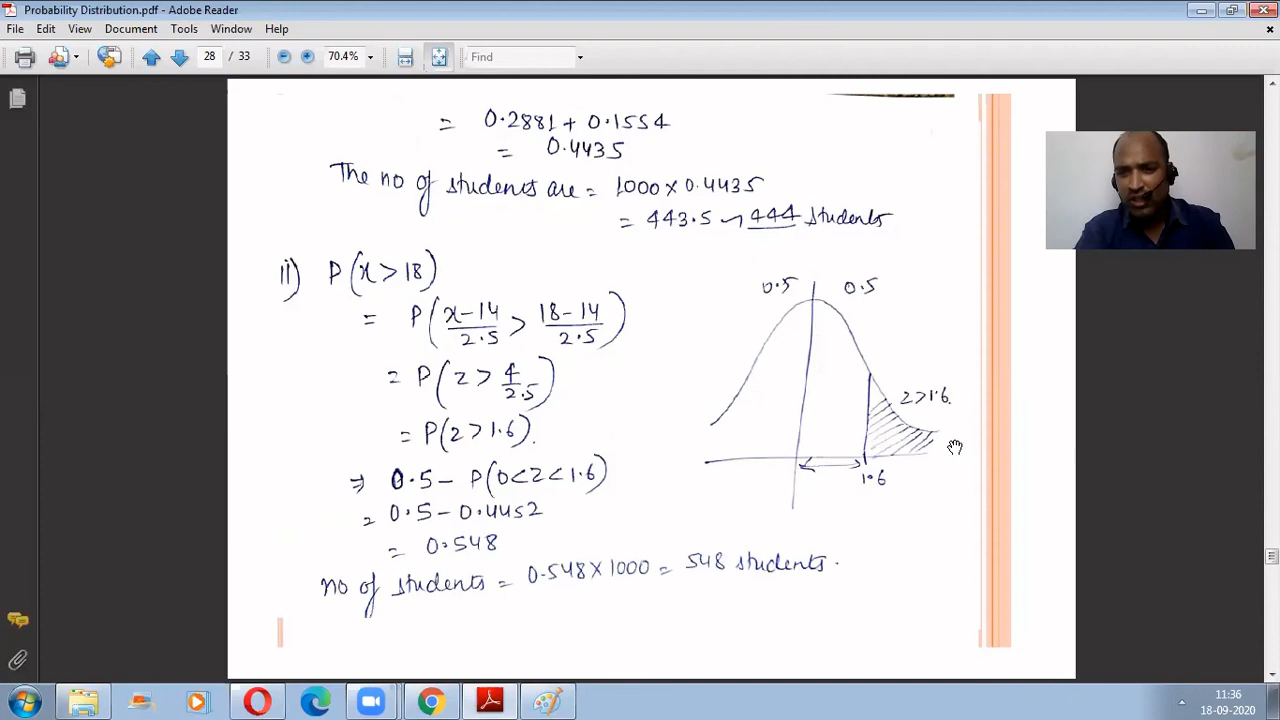 Probability Distribution.pdf - Adobe Reader
File Edit View Document Tools Window Help
28 / 33 70.4% Find
= 0.2881 + 0.1554
= 0.4435
The no of students are = 1000 × 0.4435
= 443.5 ~ 444 students
ii) P(x > 18)
= P(x-14/2.5 > 18-14/2.5)
= P(z > 4/2.5)
= P(z > 1.6).
⇒ 0.5 - P(0<z<1.6)
= 0.5 - 0.4452
= 0.548
no of students = 0.548 × 1000 = 548 students.
0.5 0.5
z>1.6.
1.6
11:36
18-09-2020